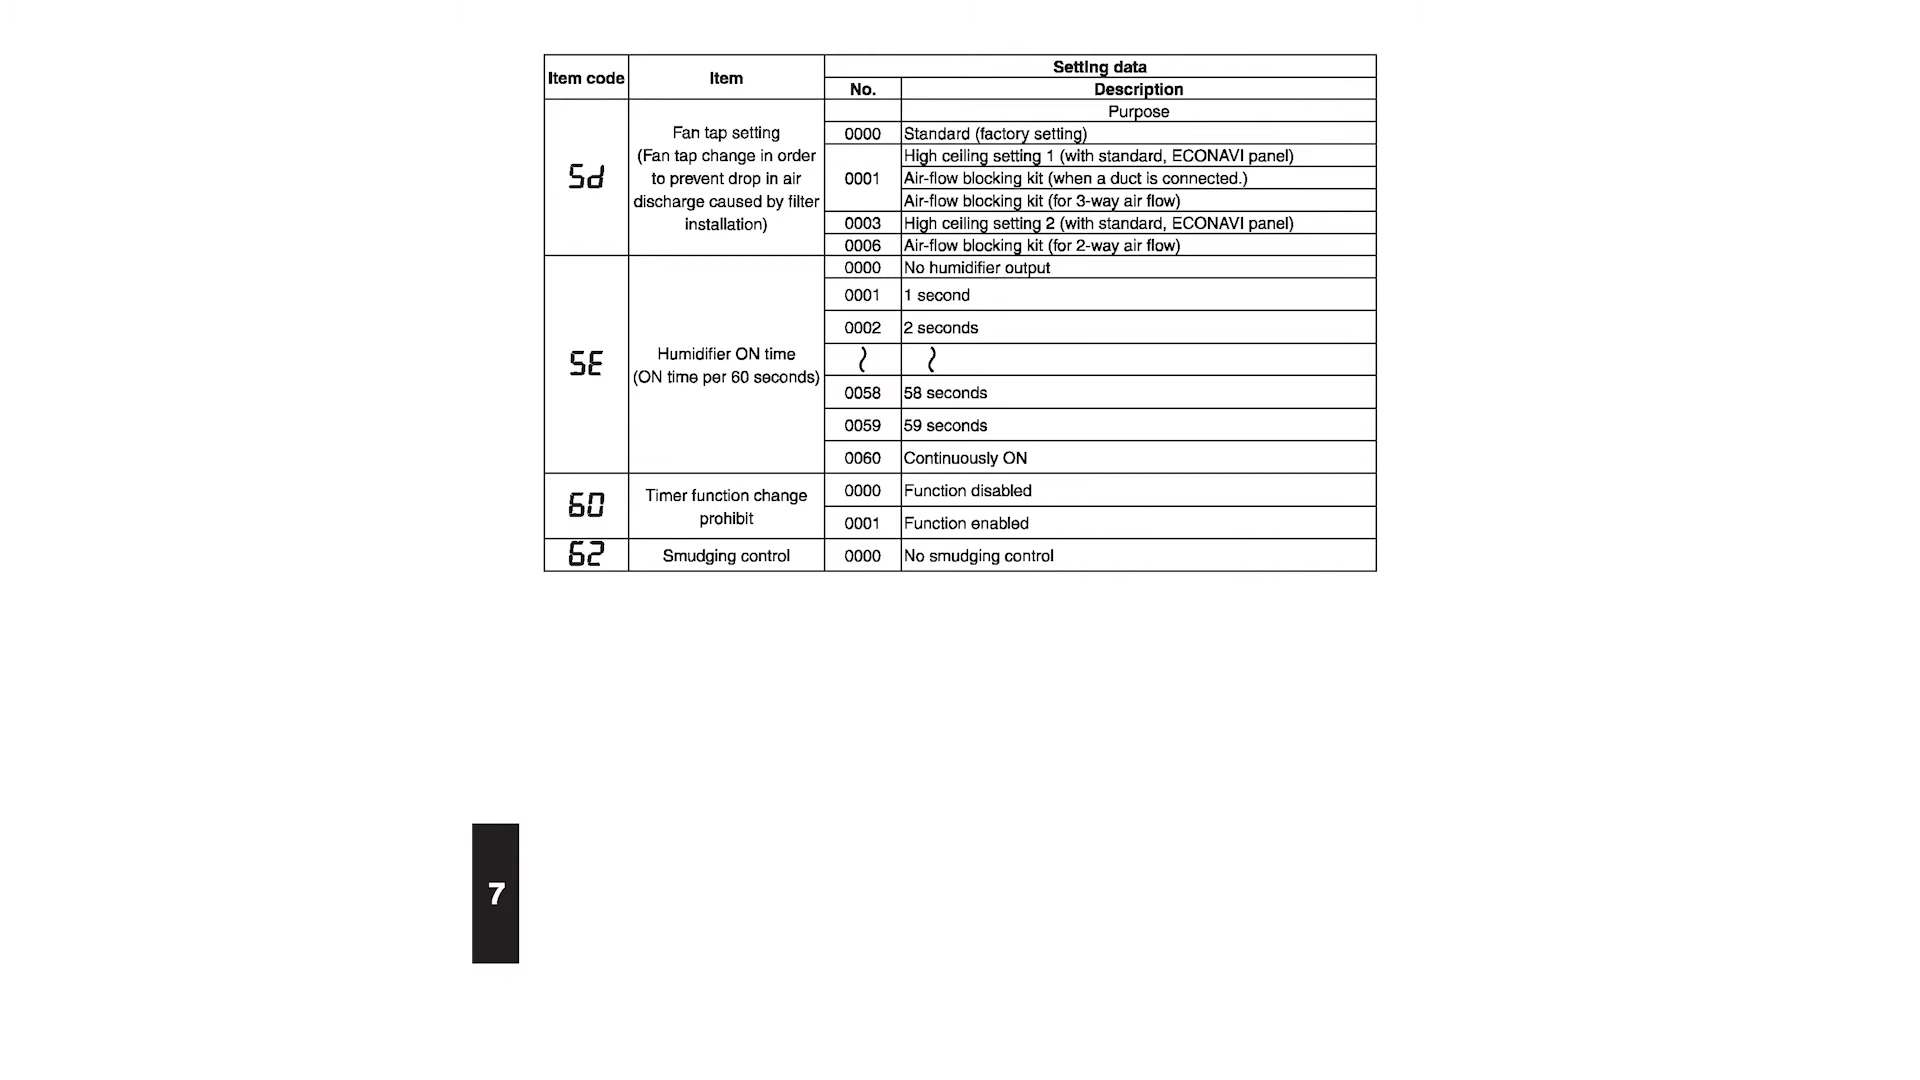 Item code Item Setting data
No. Description
Purpose
5d
Fan tap setting
(Fan tap change in order
to prevent drop in air
discharge caused by filter
installation)
0000 Standard (factory setting)
0001
High ceiling setting 1 (with standard, ECONAVI panel)
Air-flow blocking kit (when a duct is connected.)
Air-flow blocking kit (for 3-way air flow)
0003 High ceiling setting 2 (with standard, ECONAVI panel)
0006 Air-flow blocking kit (for 2-way air flow)
5E
Humidifier ON time
(ON time per 60 seconds)
0000 No humidifier output
0001 1 second
0002 2 seconds
≀ ≀
0058 58 seconds
0059 59 seconds
0060 Continuously ON
60
Timer function change
prohibit
0000 Function disabled
0001 Function enabled
62 Smudging control 0000 No smudging control
7